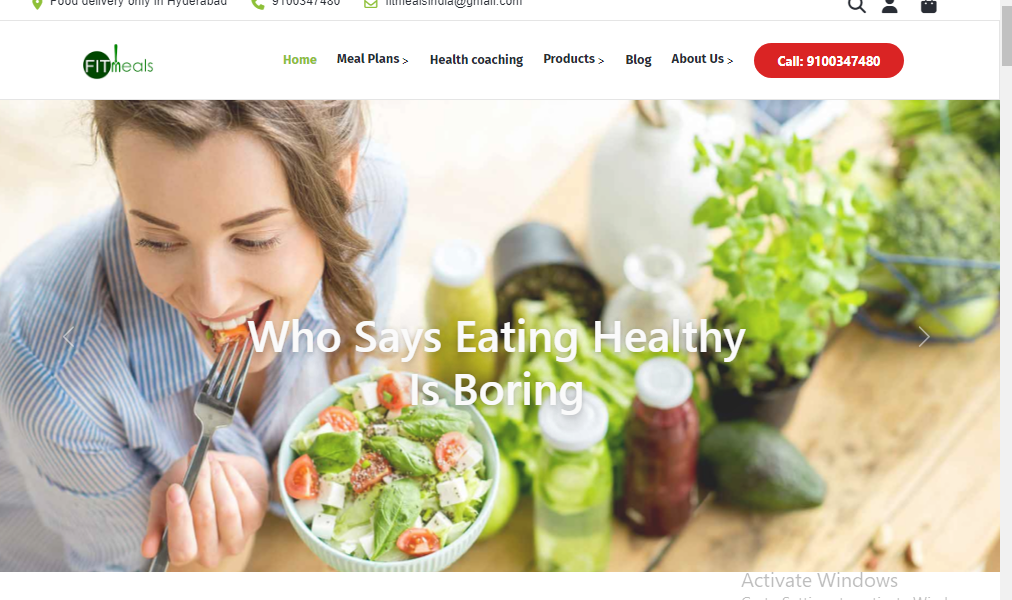 Food delivery only in Hyderabad 9100347480 fitmealsindia@gmail.com
FITmeals Home Meal Plans > Health coaching Products > Blog About Us > Call: 9100347480
Who Says Eating Healthy
Is Boring
Activate Windows